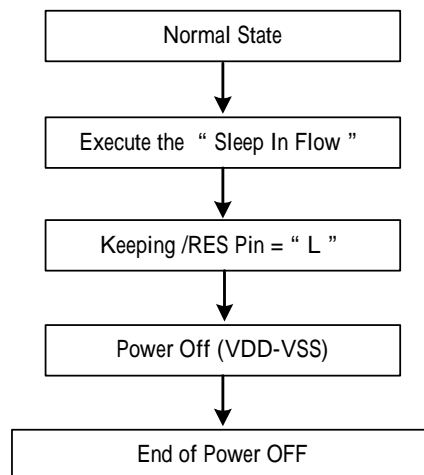 Normal State
Execute the “ Sleep In Flow ”
Keeping /RES Pin = “ L ”
Power Off (VDD-VSS)
End of Power OFF